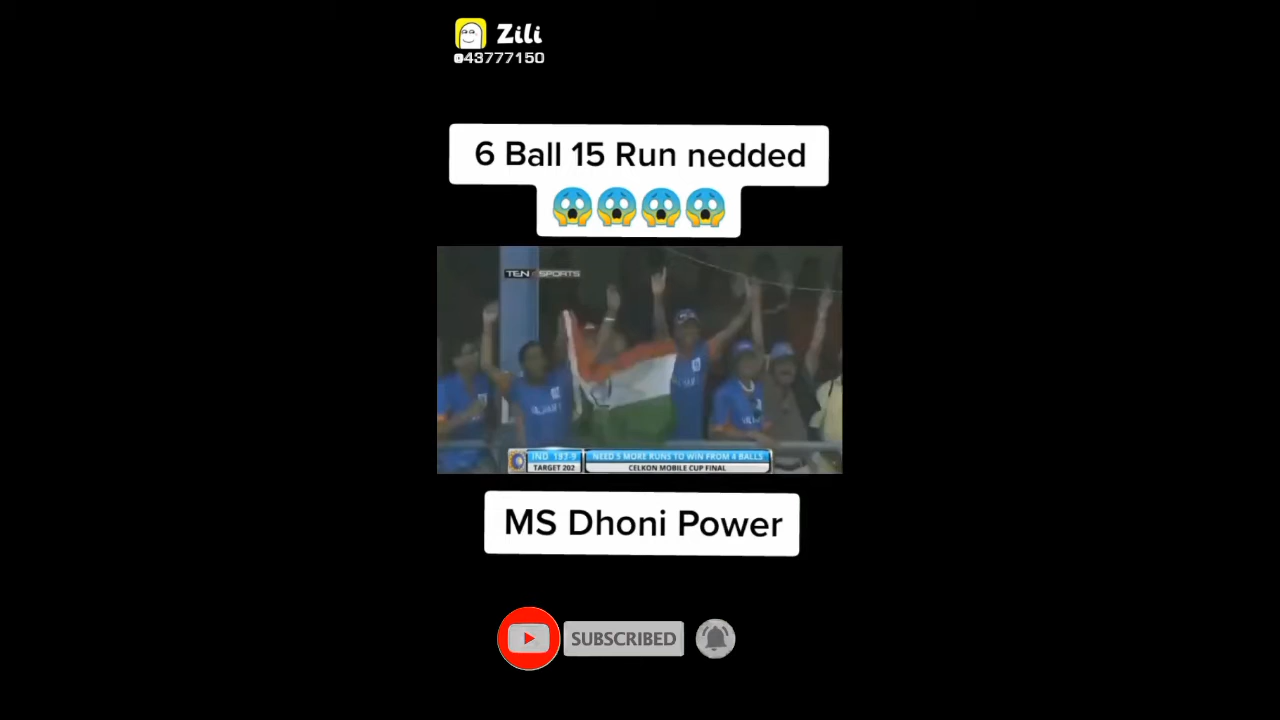 Zili
@43777150
6 Ball 15 Run nedded
😱😱😱😱
TEN SPORTS
IND 197-9
NEED 5 MORE RUNS TO WIN FROM 4 BALLS
TARGET 202
CELKON MOBILE CUP FINAL
MS Dhoni Power
SUBSCRIBED